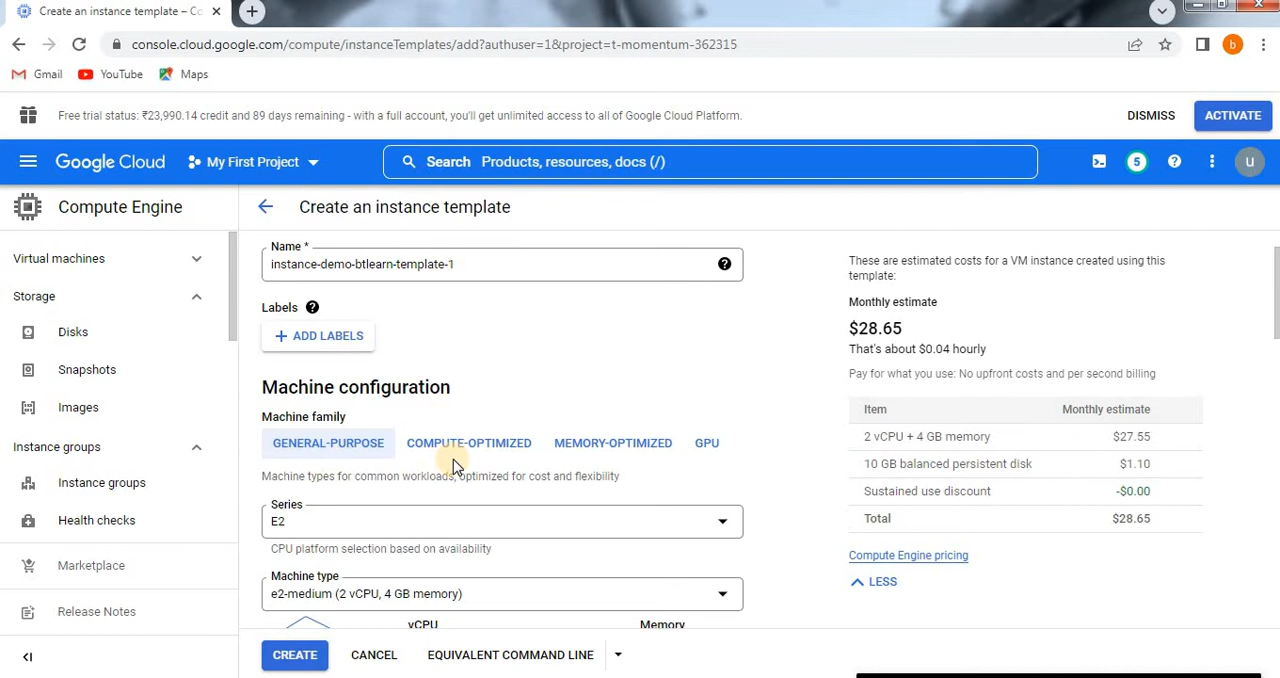 Create an instance template – Co
console.cloud.google.com/compute/instanceTemplates/add?authuser=1&project=t-momentum-362315
b
Gmail YouTube Maps
Free trial status: ₹23,990.14 credit and 89 days remaining - with a full account, you'll get unlimited access to all of Google Cloud Platform.
DISMISS ACTIVATE
Google Cloud My First Project Search Products, resources, docs (/) 5 u
Compute Engine
Virtual machines
Storage
Disks
Snapshots
Images
Instance groups
Instance groups
Health checks
Marketplace
Release Notes
Create an instance template
Name *
instance-demo-btlearn-template-1
Labels
+ ADD LABELS
Machine configuration
Machine family
GENERAL-PURPOSE COMPUTE-OPTIMIZED MEMORY-OPTIMIZED GPU
Machine types for common workloads, optimized for cost and flexibility
Series
E2
CPU platform selection based on availability
Machine type
e2-medium (2 vCPU, 4 GB memory)
vCPU Memory
CREATE CANCEL EQUIVALENT COMMAND LINE
These are estimated costs for a VM instance created using this
template:
Monthly estimate
$28.65
That's about $0.04 hourly
Pay for what you use: No upfront costs and per second billing
Item Monthly estimate
2 vCPU + 4 GB memory $27.55
10 GB balanced persistent disk $1.10
Sustained use discount -$0.00
Total $28.65
Compute Engine pricing
LESS